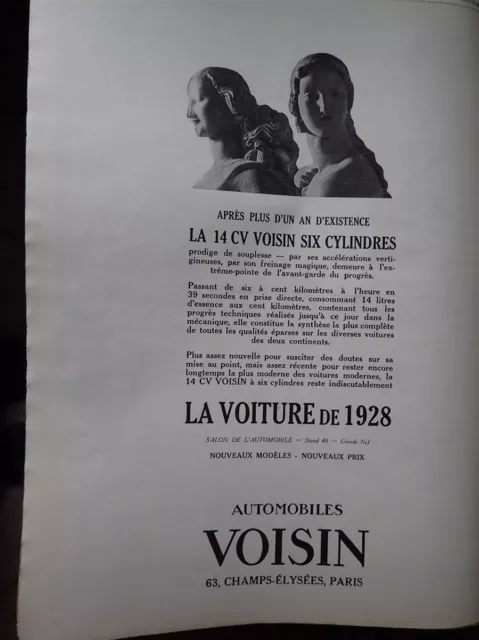 APRÈS PLUS D'UN AN D'EXISTENCE
LA 14 CV VOISIN SIX CYLINDRES
prodige de souplesse — par ses accélérations verti-
gineuses, par son freinage magique, demeure à l'ex-
trême-pointe de l'avant-garde du progrès.
Passant de six à cent kilomètres à l'heure en
39 secondes en prise directe, consommant 14 litres
d'essence aux cent kilomètres, contenant tous les
progrès techniques réalisés jusqu'à ce jour dans la
mécanique, elle constitue la synthèse la plus complète
de toutes les qualités éparses sur les diverses voitures
des deux continents.
Plus assez nouvelle pour susciter des doutes sur sa
mise au point, mais assez récente pour rester encore
longtemps la plus moderne des voitures modernes, la
14 CV VOISIN à six cylindres reste indiscutablement
LA VOITURE DE 1928
SALON DE L'AUTOMOBILE — Stand 40 — Grande Nef
NOUVEAUX MODÈLES - NOUVEAUX PRIX
AUTOMOBILES
VOISIN
63, CHAMPS-ÉLYSÉES, PARIS